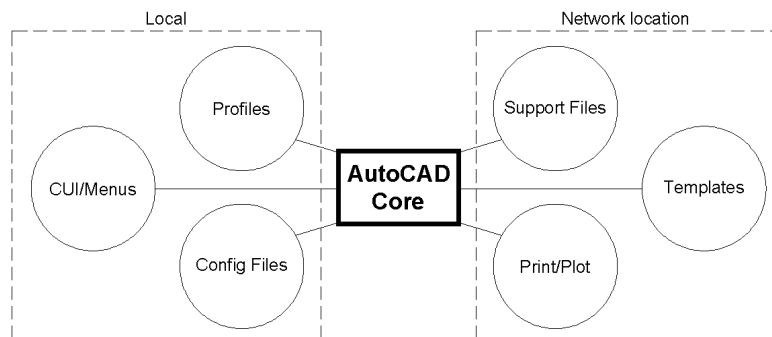 Local
Network location
Profiles
Support Files
CUI/Menus
AutoCAD
Core
Templates
Config Files
Print/Plot